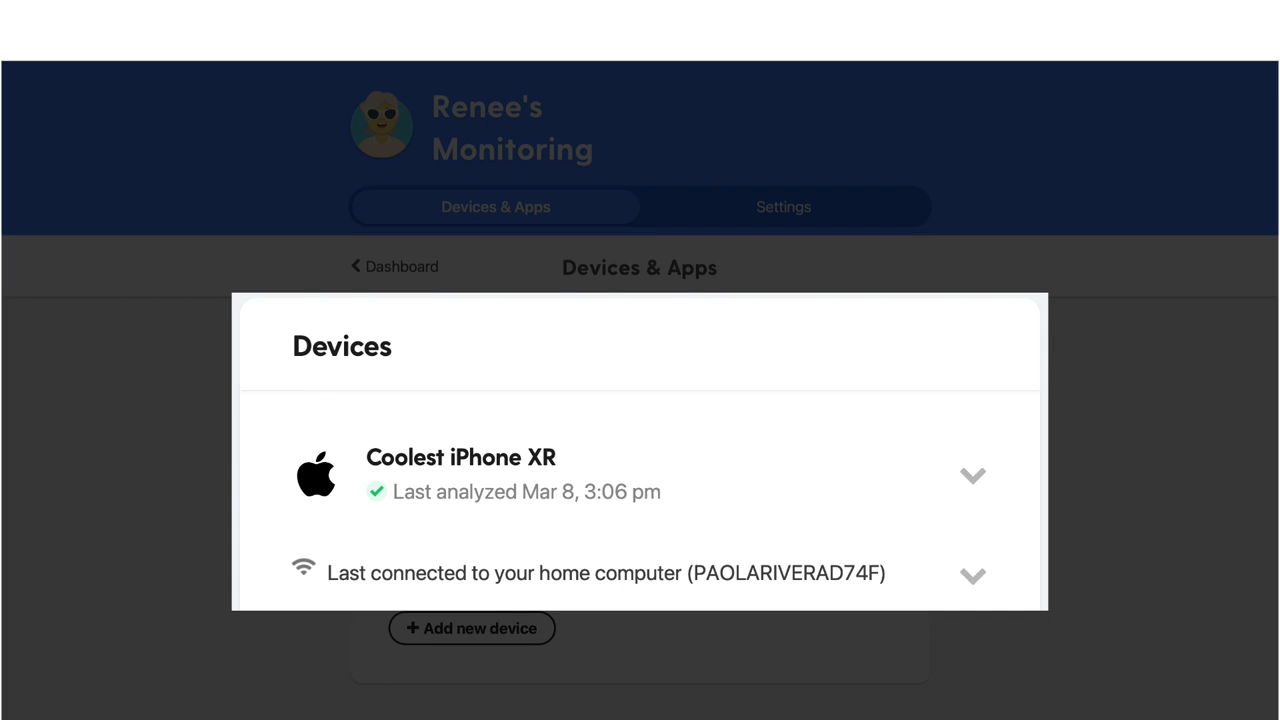 Renee's
Monitoring
Devices & Apps
Settings
Dashboard
Devices & Apps
Devices
Coolest iPhone XR
Last analyzed Mar 8, 3:06 pm
Last connected to your home computer (PAOLARIVERAD74F)
+ Add new device